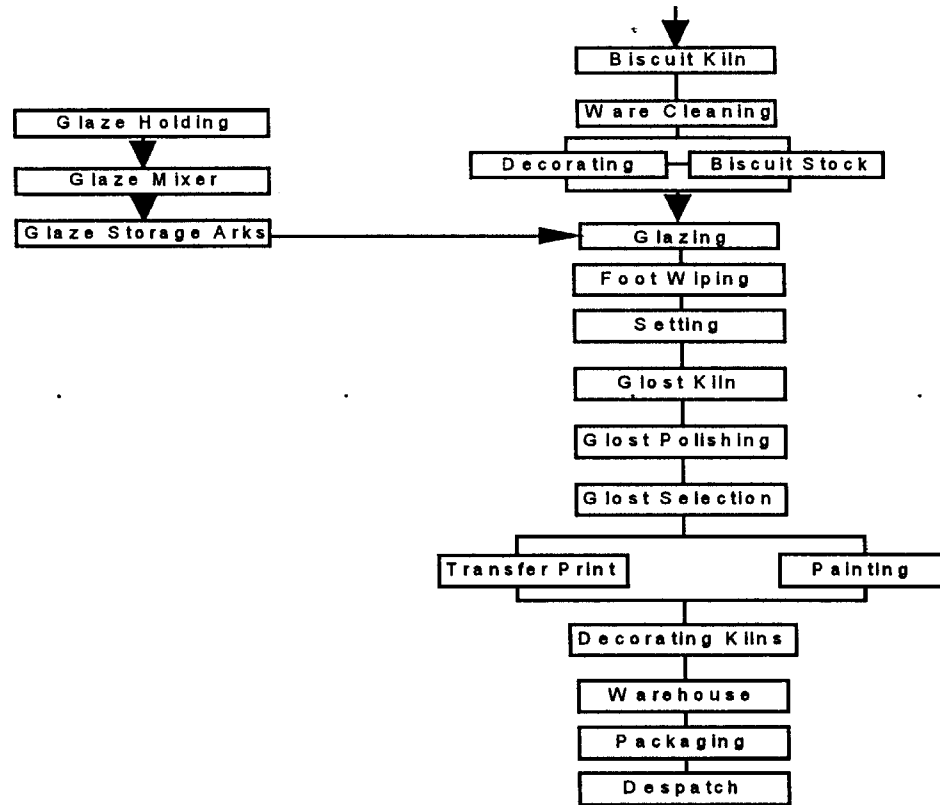 Biscuit Kiln
Ware Cleaning
Glaze Holding
Decorating
Biscuit Stock
Glaze Mixer
Glaze Storage Arks
Glazing
Foot Wiping
Setting
Glost Kiln
Glost Polishing
Glost Selection
Transfer Print
Painting
Decorating Kilns
Warehouse
Packaging
Despatch